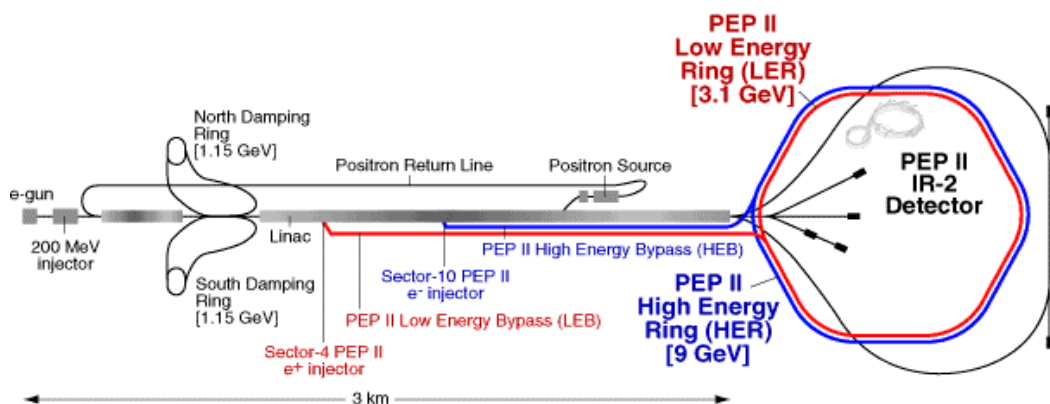 PEP II
Low Energy
Ring (LER)
[3.1 GeV]
North Damping
Ring
[1.15 GeV]
Positron Return Line
Positron Source
e-gun
200 MeV
injector
Linac
PEP II
IR-2
Detector
South Damping
Ring
[1.15 GeV]
PEP II High Energy Bypass (HEB)
Sector-10 PEP II
e- injector
PEP II Low Energy Bypass (LEB)
Sector-4 PEP II
e+ injector
PEP II
High Energy
Ring (HER)
[9 GeV]
3 km